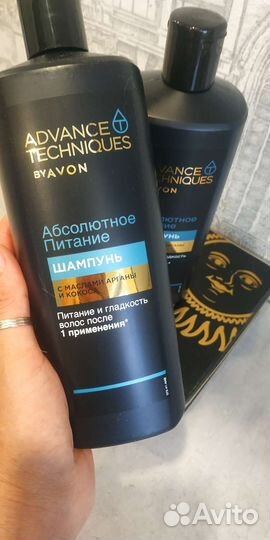 ADVANCE
TECHNIQUES
BY AVON
Абсолютное
Питание
ШАМПУНЬ
С МАСЛАМИ АРГАНЫ
И КОКОСА
Питание и гладкость
волос после
1 применения*
ADVANCE
TECHNIQUES
BY AVON
Avito